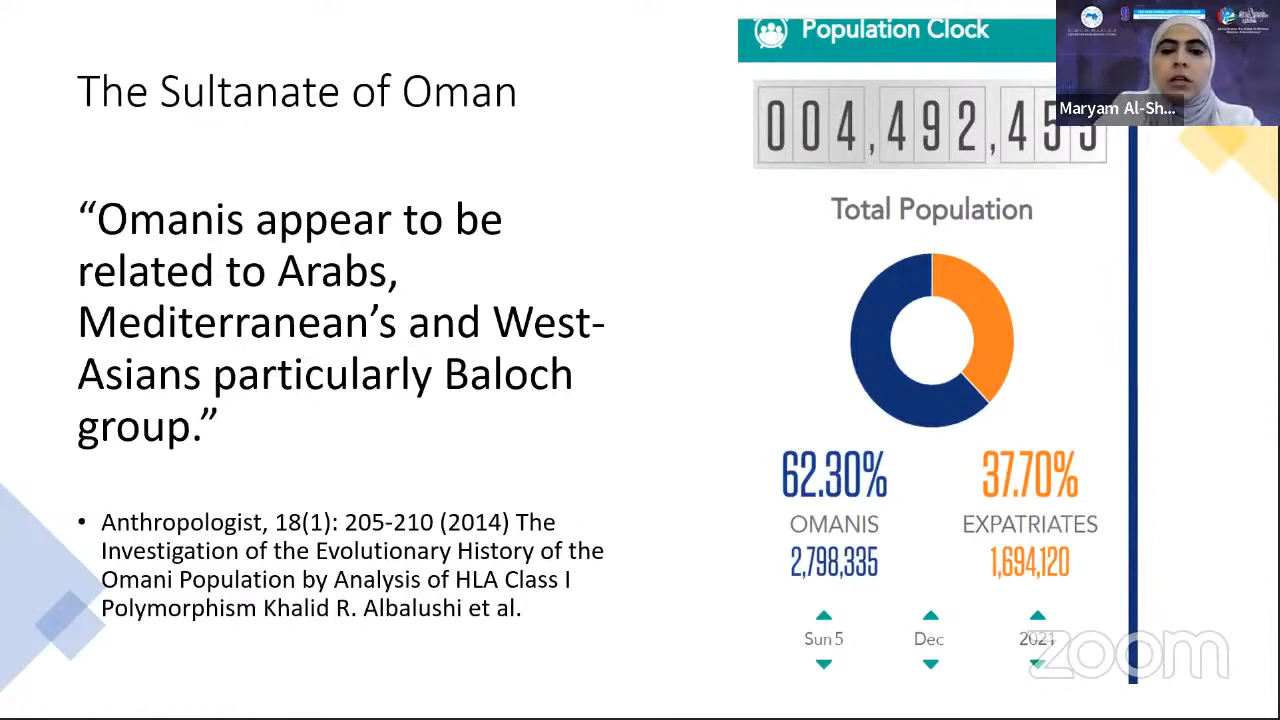 The Sultanate of Oman
“Omanis appear to be
related to Arabs,
Mediterranean’s and West-
Asians particularly Baloch
group.”
• Anthropologist, 18(1): 205-210 (2014) The
Investigation of the Evolutionary History of the
Omani Population by Analysis of HLA Class I
Polymorphism Khalid R. Albalushi et al.
Population Clock
004,492,455
Total Population
62.30% 37.70%
OMANIS EXPATRIATES
2,798,335 1,694,120
Sun 5 Dec 2021
Maryam Al-Sh...
zoom